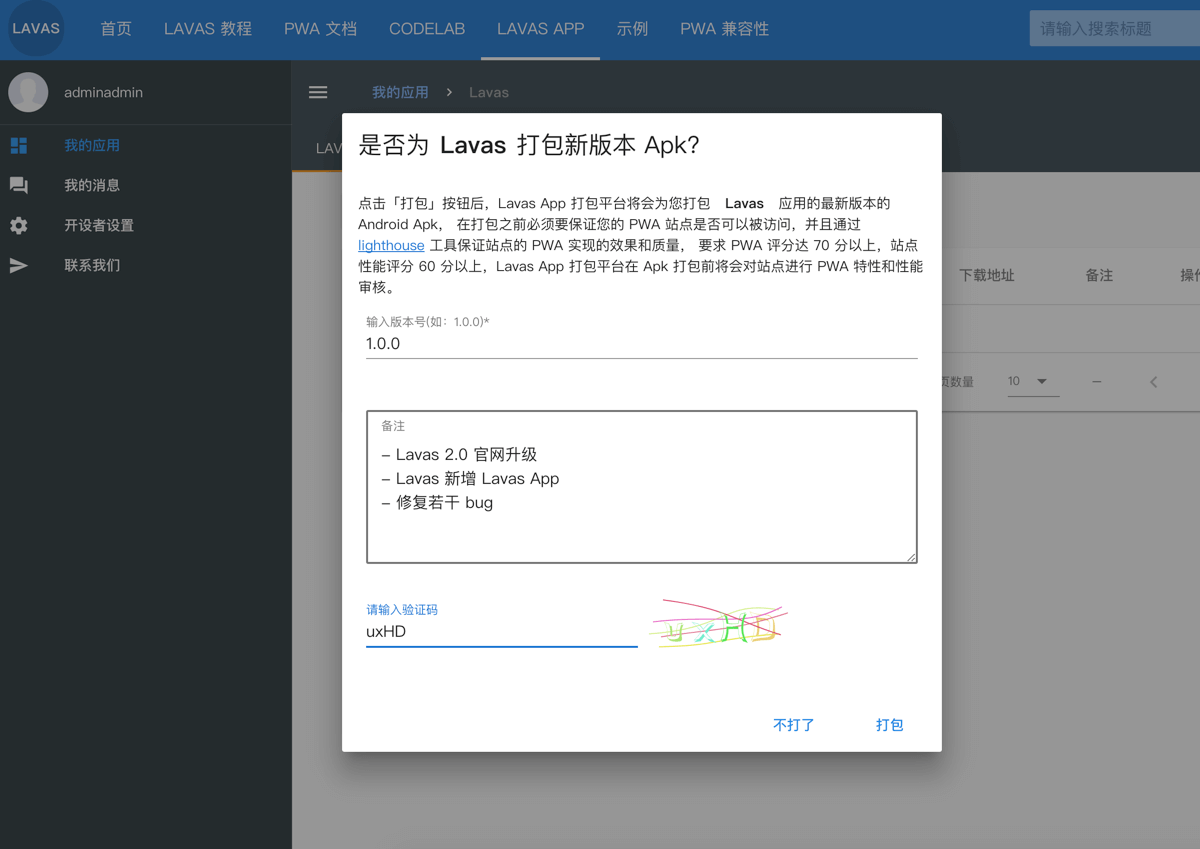 LAVAS
首页
LAVAS 教程
PWA 文档
CODELAB
LAVAS APP
示例
PWA 兼容性
请输入搜索标题
adminadmin
我的应用
我的消息
开设者设置
联系我们
我的应用 > Lavas
LAV
是否为 Lavas 打包新版本 Apk?
点击「打包」按钮后，Lavas App 打包平台将会为您打包 Lavas 应用的最新版本的
Android Apk， 在打包之前必须要保证您的 PWA 站点是否可以被访问，并且通过
lighthouse 工具保证站点的 PWA 实现的效果和质量， 要求 PWA 评分达 70 分以上，站点
性能评分 60 分以上，Lavas App 打包平台在 Apk 打包前将会对站点进行 PWA 特性和性能
审核。
输入版本号(如：1.0.0)*
1.0.0
备注
– Lavas 2.0 官网升级
– Lavas 新增 Lavas App
– 修复若干 bug
请输入验证码
uxHD
uxHD
不打了
打包
下载地址
备注
操作
页数量
10
–